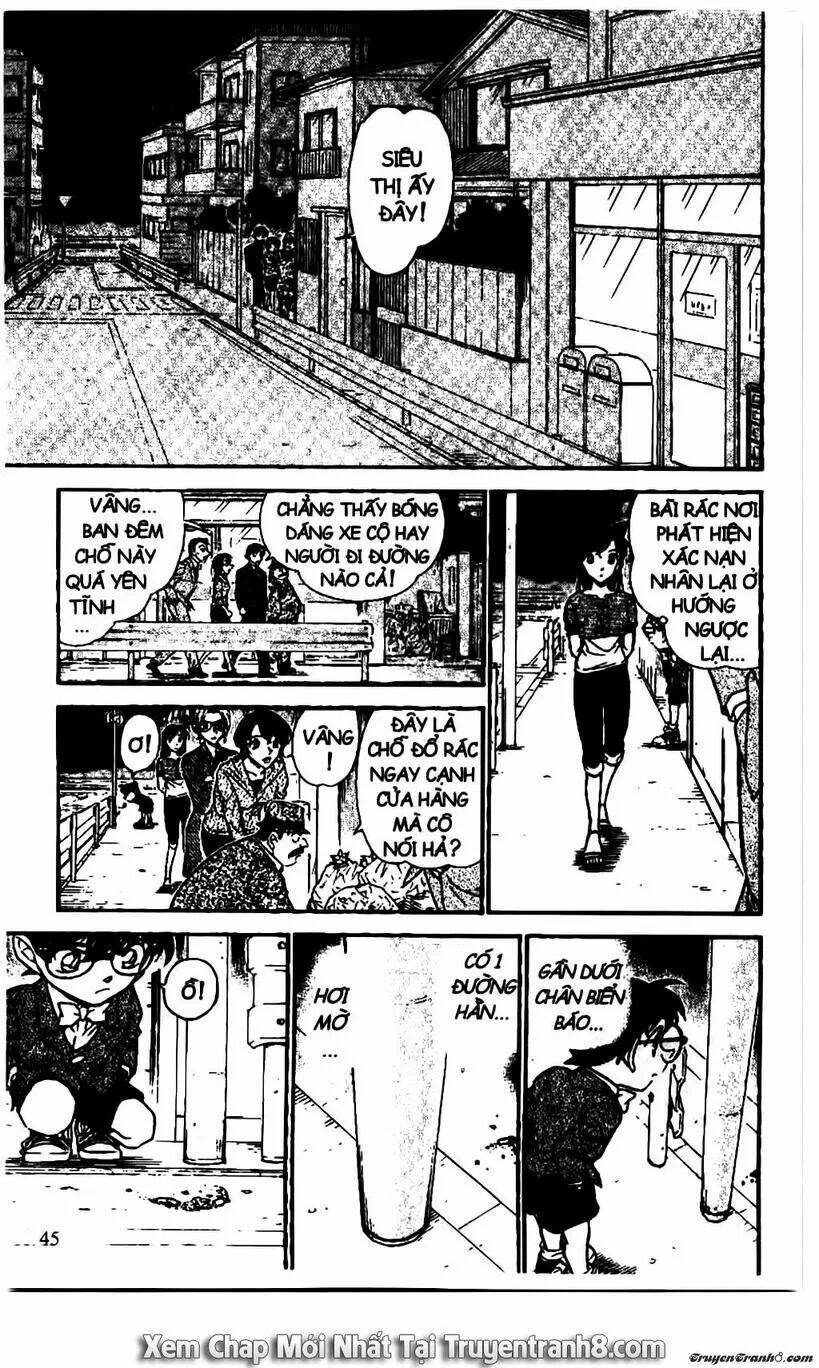 SIÊU
THỊ ẤY
ĐÂY!
VÂNG...
BAN ĐÊM
CHỖ NÀY
QUÁ YÊN
TĨNH
...
CHẲNG THẤY BÓNG
DÁNG XE CỘ HAY
NGƯỜI ĐI ĐƯỜNG
NÀO CẢ!
BÃI RÁC NƠI
PHÁT HIỆN
XÁC NẠN
NHÂN LẠI Ở
HƯỚNG
NGƯỢC
LẠI...
ƠI
VÂNG
!
ĐÂY LÀ
CHỖ ĐỔ RÁC
NGAY CẠNH
CỬA HÀNG
MÀ CÔ
NÓI HẢ?
Ồ!
HƠI
MỜ
...
CÓ 1
ĐƯỜNG
HẰN...
GẦN DƯỚI
CHÂN BIỂN
BÁO...
45
Xem Chap Mới Nhất Tại Truyentranh8.com
TruyenTranh8.com